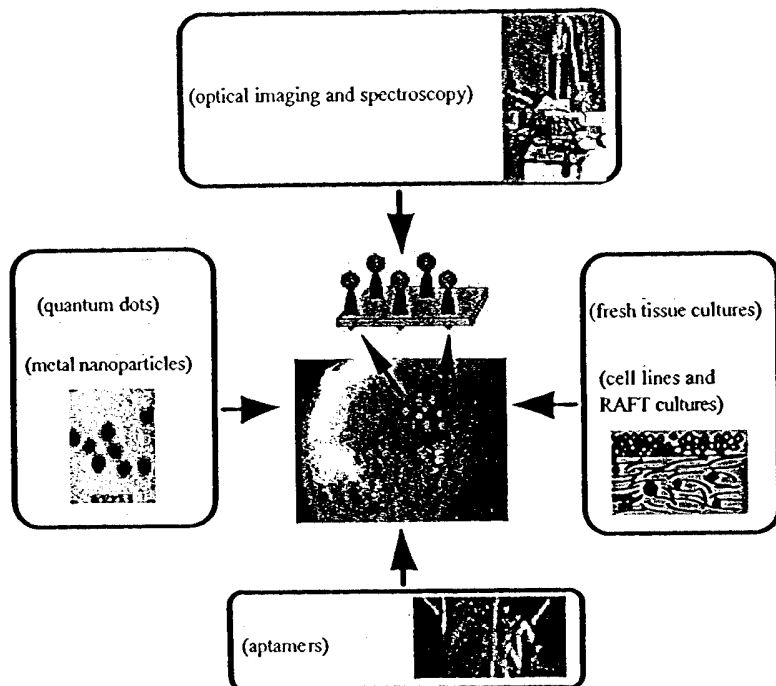 (optical imaging and spectroscopy)
(quantum dots)
(metal nanoparticles)
(fresh tissue cultures)
(cell lines and
RAFT cultures)
(aptamers)